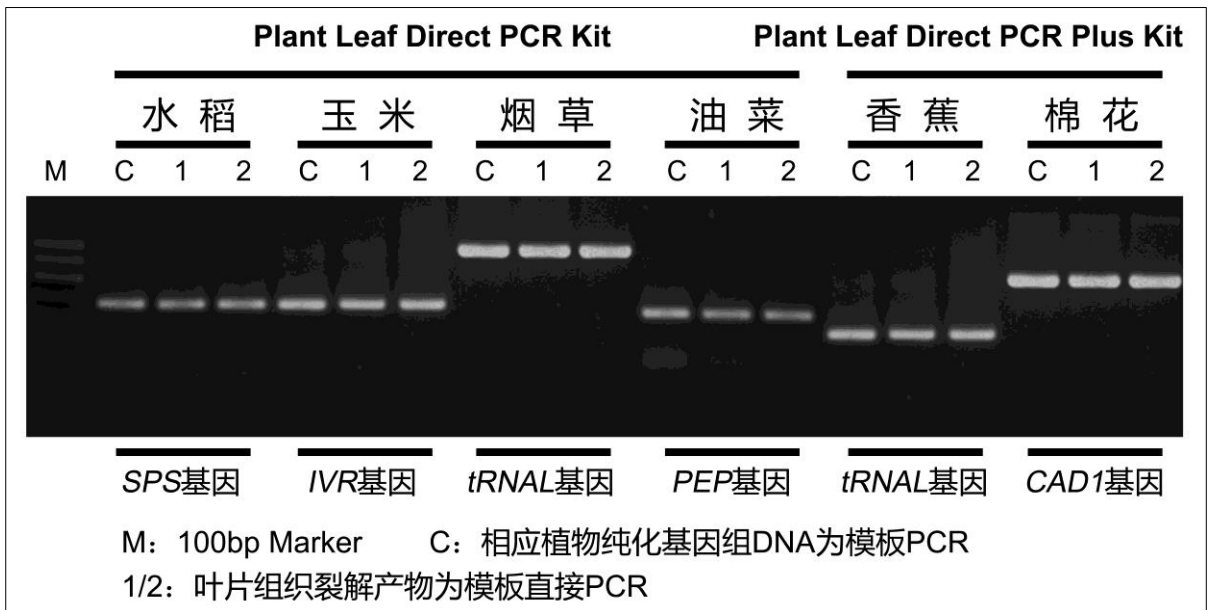 Plant Leaf Direct PCR Kit Plant Leaf Direct PCR Plus Kit
水稻 玉米 烟草 油菜 香蕉 棉花
M C 1 2 C 1 2 C 1 2 C 1 2 C 1 2 C 1 2
SPS基因 IVR基因 tRNAL基因 PEP基因 tRNAL基因 CAD1基因
M：100bp Marker C：相应植物纯化基因组DNA为模板PCR
1/2：叶片组织裂解产物为模板直接PCR